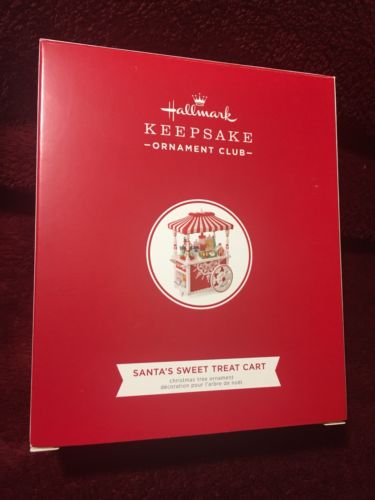 Hallmark
KEEPSAKE
—ORNAMENT CLUB—
SANTA'S SWEET TREAT CART
christmas tree ornament
décoration pour l'arbre de noël